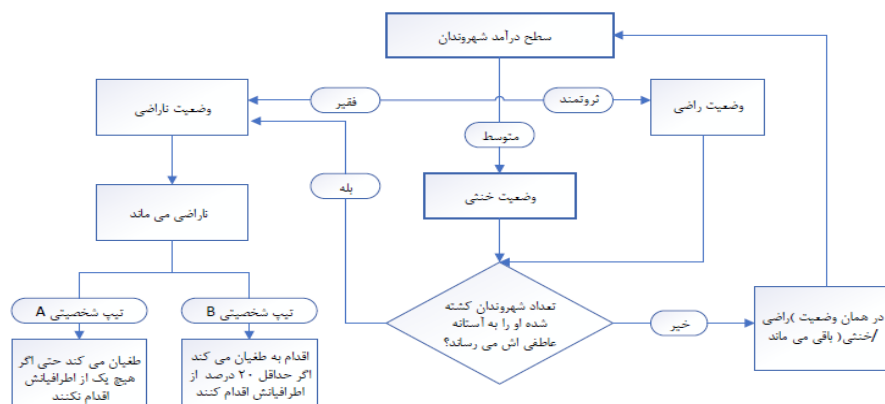 سطح درآمد شهروندان
فقیر
ثروتمند
وضعیت ناراضی
وضعیت راضی
متوسط
بله
وضعیت خنثی
ناراضی می ماند
تعداد شهروندان کشته
شده او را به آستانه
عاطفی اش می رساند؟
خیر
در همان وضعیت )راضی
/خنثی( باقی می ماند
تیپ شخصیتی A
تیپ شخصیتی B
طغیان می کند حتی اگر
هیچ یک از اطرافیانش
اقدام نکنند
اقدام به طغیان می کند
اگر حداقل ۲۰ درصد از
اطرافیانش اقدام کنند